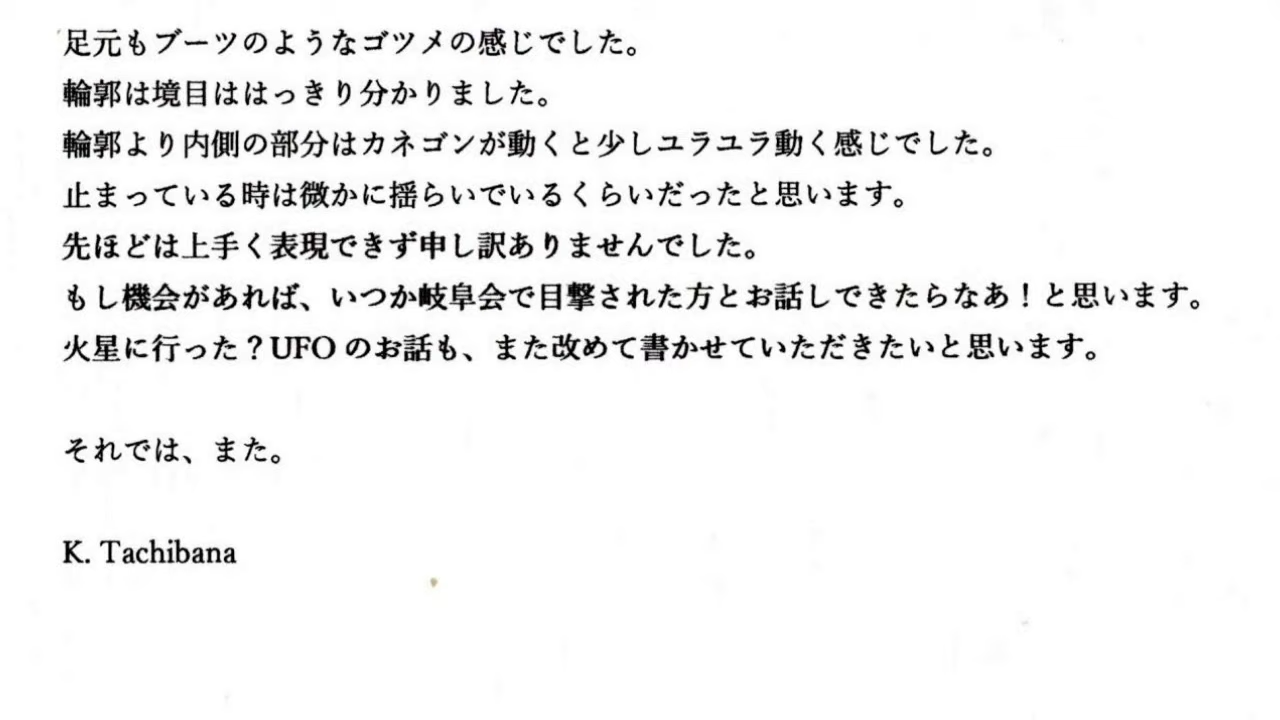 足元もブーツのようなゴツメの感じでした。
輪郭は境目ははっきり分かりました。
輪郭より内側の部分はカネゴンが動くと少しユラユラ動く感じでした。
止まっている時は微かに揺らいでいるくらいだったと思います。
先ほどは上手く表現できず申し訳ありませんでした。
もし機会があれば、いつか岐阜会で目撃された方とお話しできたらなあ！と思います。
火星に行った？UFO のお話も、また改めて書かせていただきたいと思います。
それでは、また。
K. Tachibana